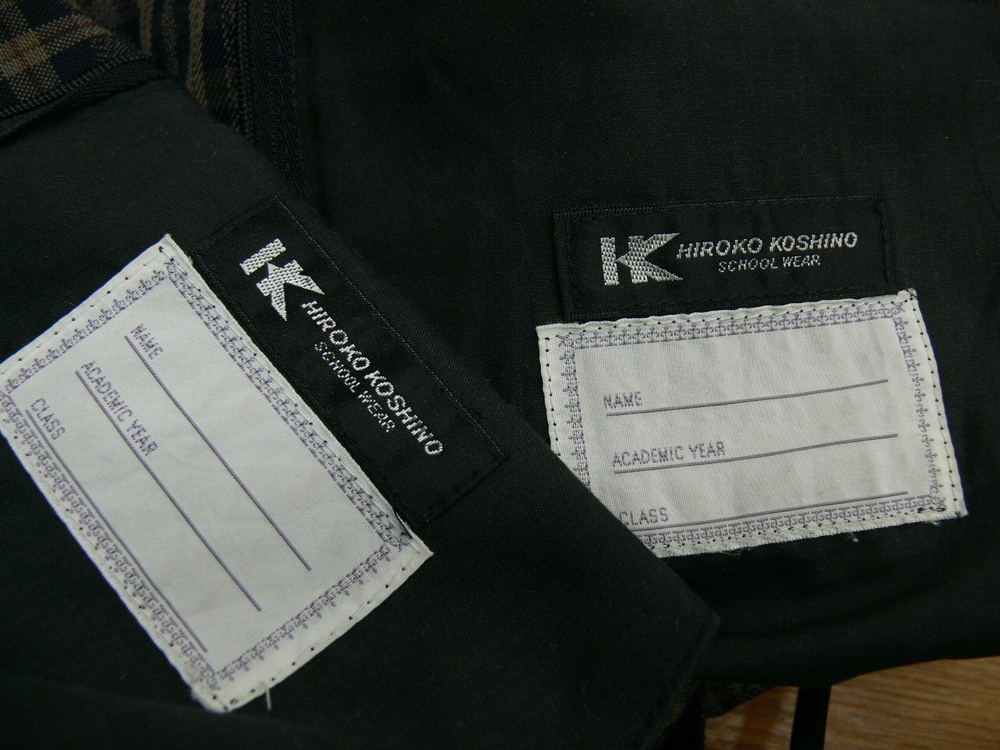 HK
HIROKO KOSHINO
SCHOOL WEAR
NAME
ACADEMIC YEAR
CLASS
HK
HIROKO KOSHINO
SCHOOL WEAR
NAME
ACADEMIC YEAR
CLASS